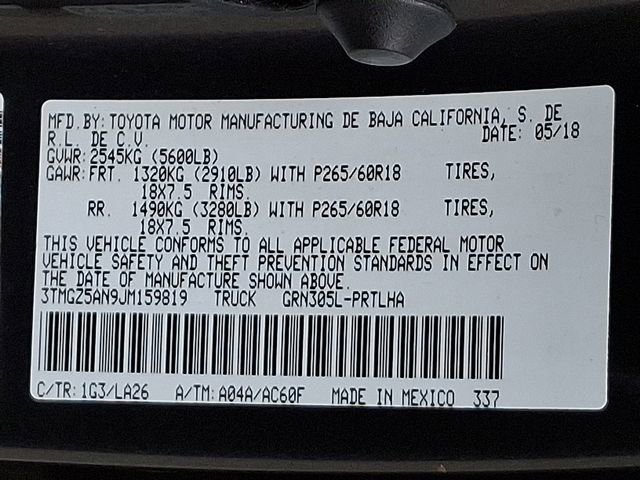 MFD.BY: TOYOTA MOTOR MANUFACTURING DE BAJA CALIFORNIA, S. DE
R.L. DE C.V. DATE: 05/18
GVWR: 2545KG (5600LB)
GAWR: FRT. 1320KG (2910LB) WITH P265/60R18 TIRES,
18X7.5 RIMS.
RR. 1490KG (3280LB) WITH P265/60R18 TIRES,
18X7.5 RIMS.
THIS VEHICLE CONFORMS TO ALL APPLICABLE FEDERAL MOTOR
VEHICLE SAFETY AND THEFT PREVENTION STANDARDS IN EFFECT ON
THE DATE OF MANUFACTURE SHOWN ABOVE.
3TMGZ5AN9JM159819 TRUCK GRN305L-PRTLHA
C/TR: 1G3/LA26 A/TM: A04A/AC60F MADE IN MEXICO 337